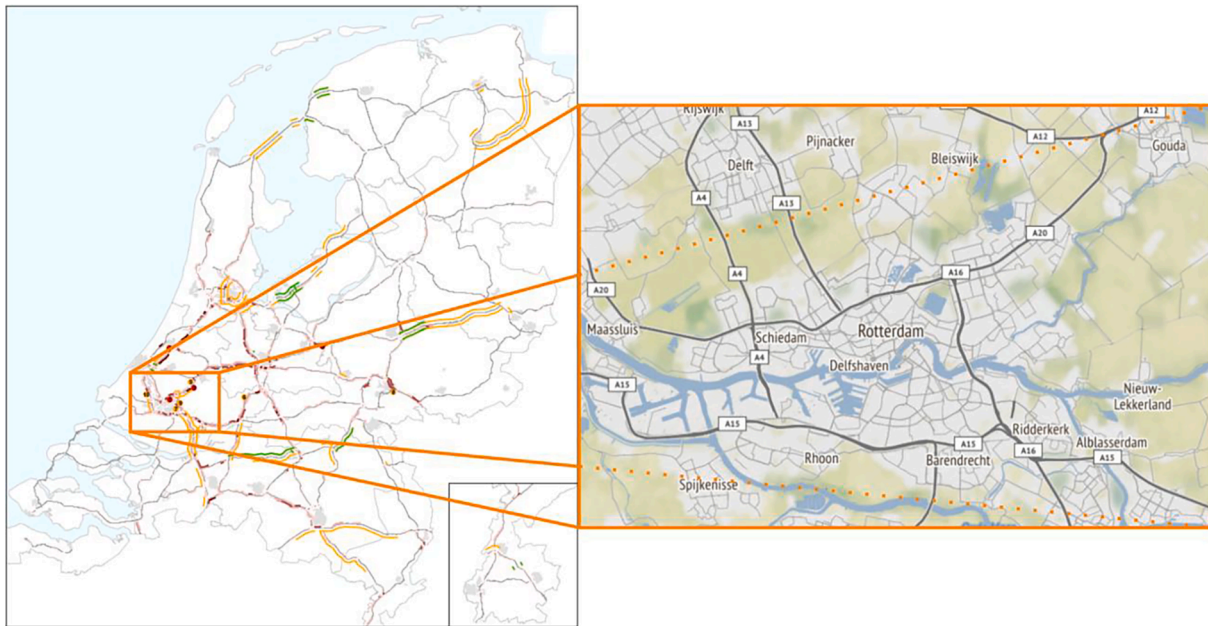 Rijswijk
A13
A12
A12
Pijnacker
Gouda
Delft
Bleiswijk
A4
A13
A20
A4
A16
A20
Maassluis
Schiedam
Rotterdam
A4
Delfshaven
A15
Nieuw-
Lekkerland
A15
Ridderkerk
A15
Alblasserdam
A16
A15
Rhoon
Barendrecht
Spijkenisse